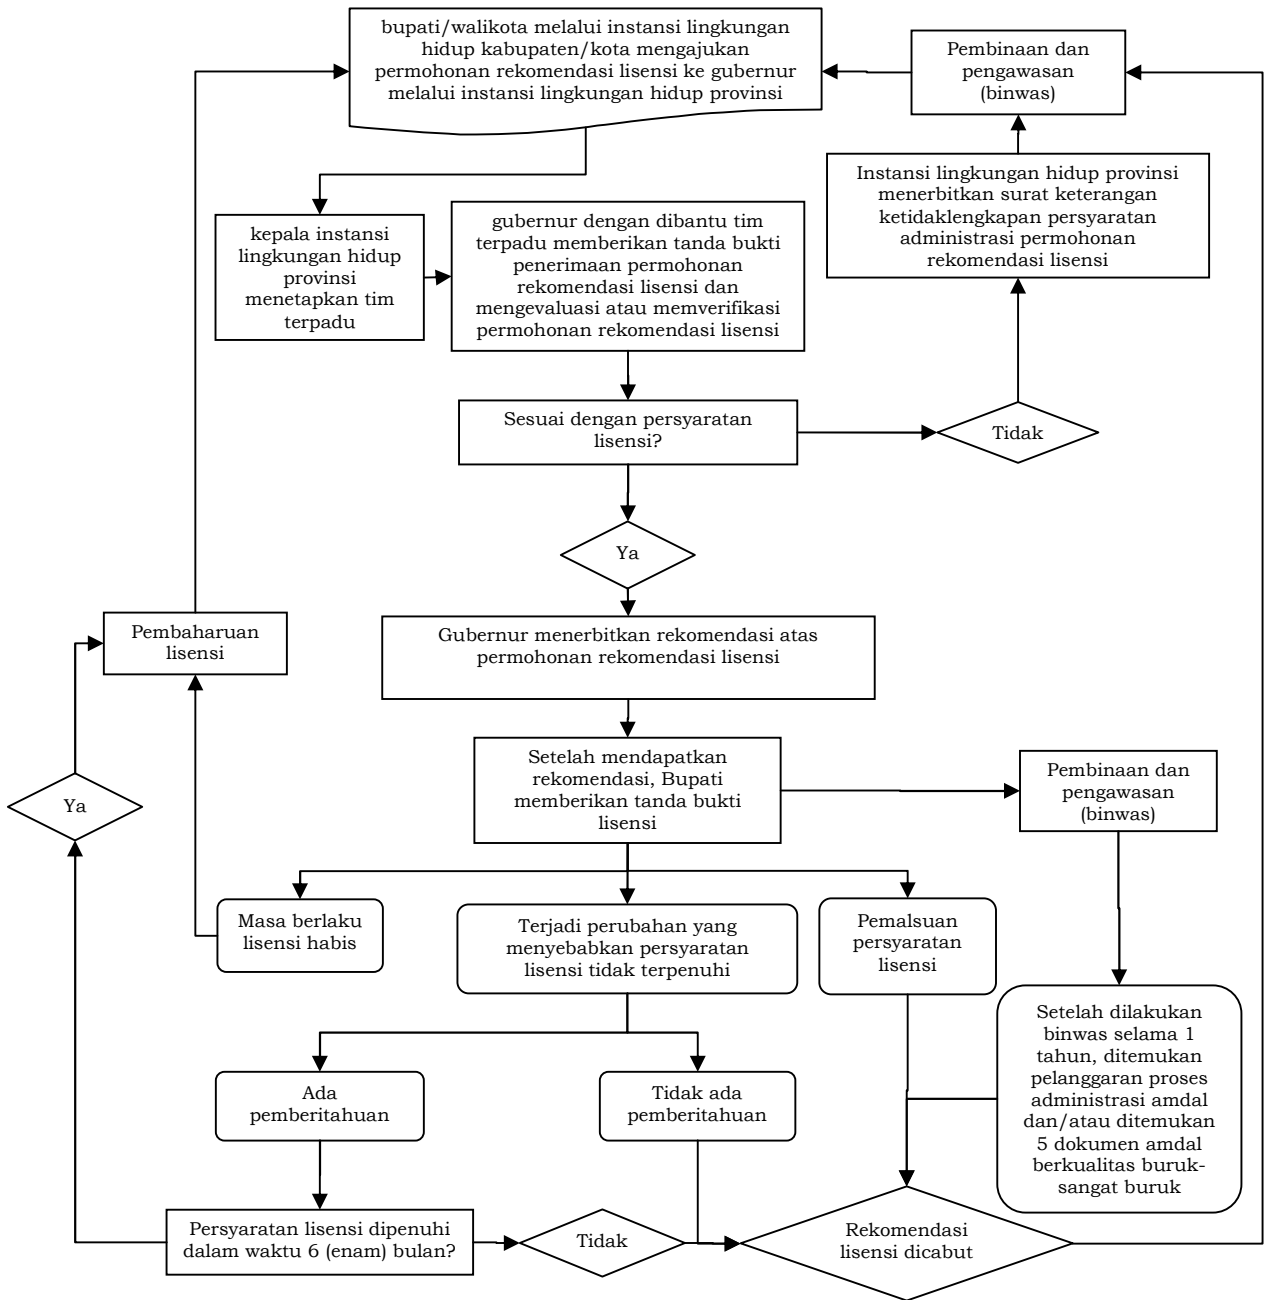 bupati/walikota melalui instansi lingkungan
hidup kabupaten/kota mengajukan
permohonan rekomendasi lisensi ke gubernur
melalui instansi lingkungan hidup provinsi
Pembinaan dan
pengawasan
(binwas)
Instansi lingkungan hidup provinsi
menerbitkan surat keterangan
ketidaklengkapan persyaratan
administrasi permohonan
rekomendasi lisensi
kepala instansi
lingkungan hidup
provinsi
menetapkan tim
terpadu
gubernur dengan dibantu tim
terpadu memberikan tanda bukti
penerimaan permohonan
rekomendasi lisensi dan
mengevaluasi atau memverifikasi
permohonan rekomendasi lisensi
Sesuai dengan persyaratan
lisensi?
Tidak
Ya
Pembaharuan
lisensi
Gubernur menerbitkan rekomendasi atas
permohonan rekomendasi lisensi
Setelah mendapatkan
rekomendasi, Bupati
memberikan tanda bukti
lisensi
Pembinaan dan
pengawasan
(binwas)
Ya
Masa berlaku
lisensi habis
Terjadi perubahan yang
menyebabkan persyaratan
lisensi tidak terpenuhi
Pemalsuan
persyaratan
lisensi
Setelah dilakukan
binwas selama 1
tahun, ditemukan
pelanggaran proses
administrasi amdal
dan/atau ditemukan
5 dokumen amdal
berkualitas buruk-
sangat buruk
Ada
pemberitahuan
Tidak ada
pemberitahuan
Persyaratan lisensi dipenuhi
dalam waktu 6 (enam) bulan?
Tidak
Rekomendasi
lisensi dicabut